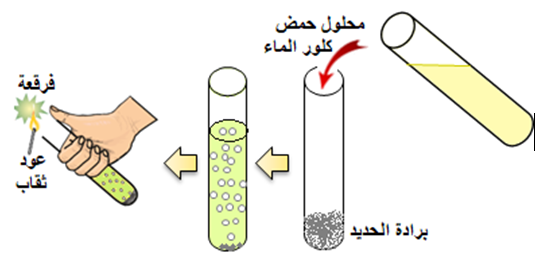 محلول حمض
كلور الماء
فرقعة
عود
ثقاب
برادة الحديد